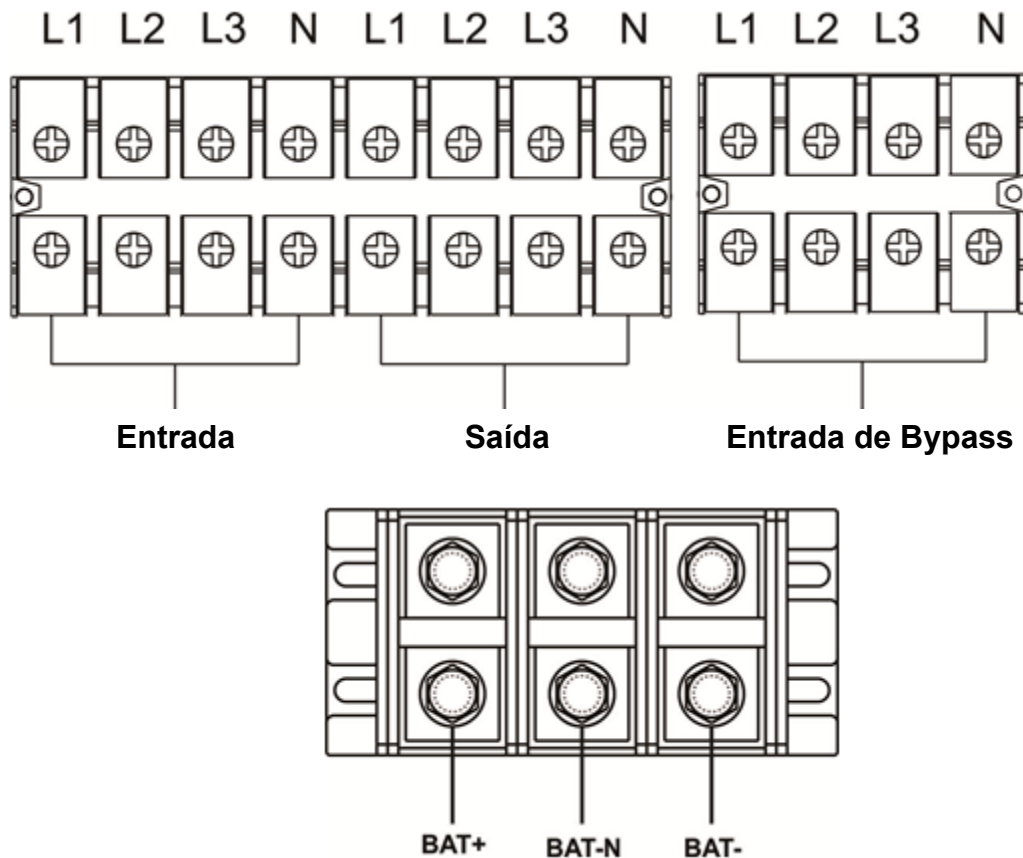 L1 L2 L3 N L1 L2 L3 N L1 L2 L3 N
Entrada Saída Entrada de Bypass
BAT+ BAT-N BAT-